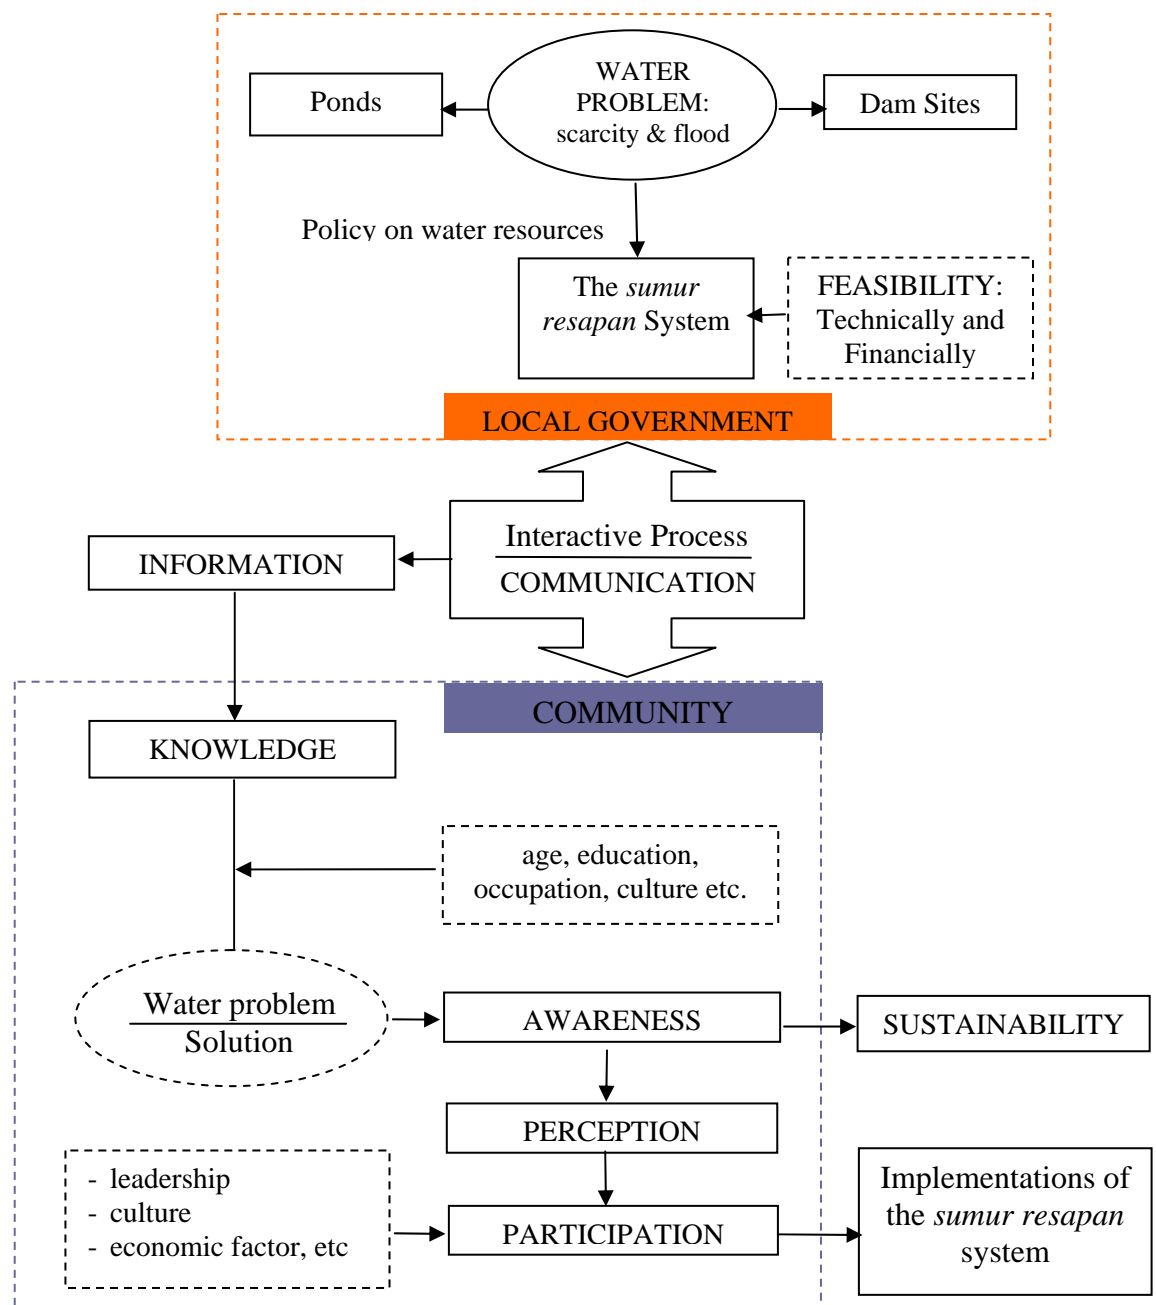 WATER
PROBLEM:
scarcity & flood
Ponds
Dam Sites
Policy on water resources
The sumur
resapan System
FEASIBILITY:
Technically and
Financially
LOCAL GOVERNMENT
Interactive Process
COMMUNICATION
INFORMATION
COMMUNITY
KNOWLEDGE
age, education,
occupation, culture etc.
Water problem
Solution
AWARENESS
SUSTAINABILITY
PERCEPTION
- leadership
- culture
- economic factor, etc
PARTICIPATION
Implementations of
the sumur resapan
system